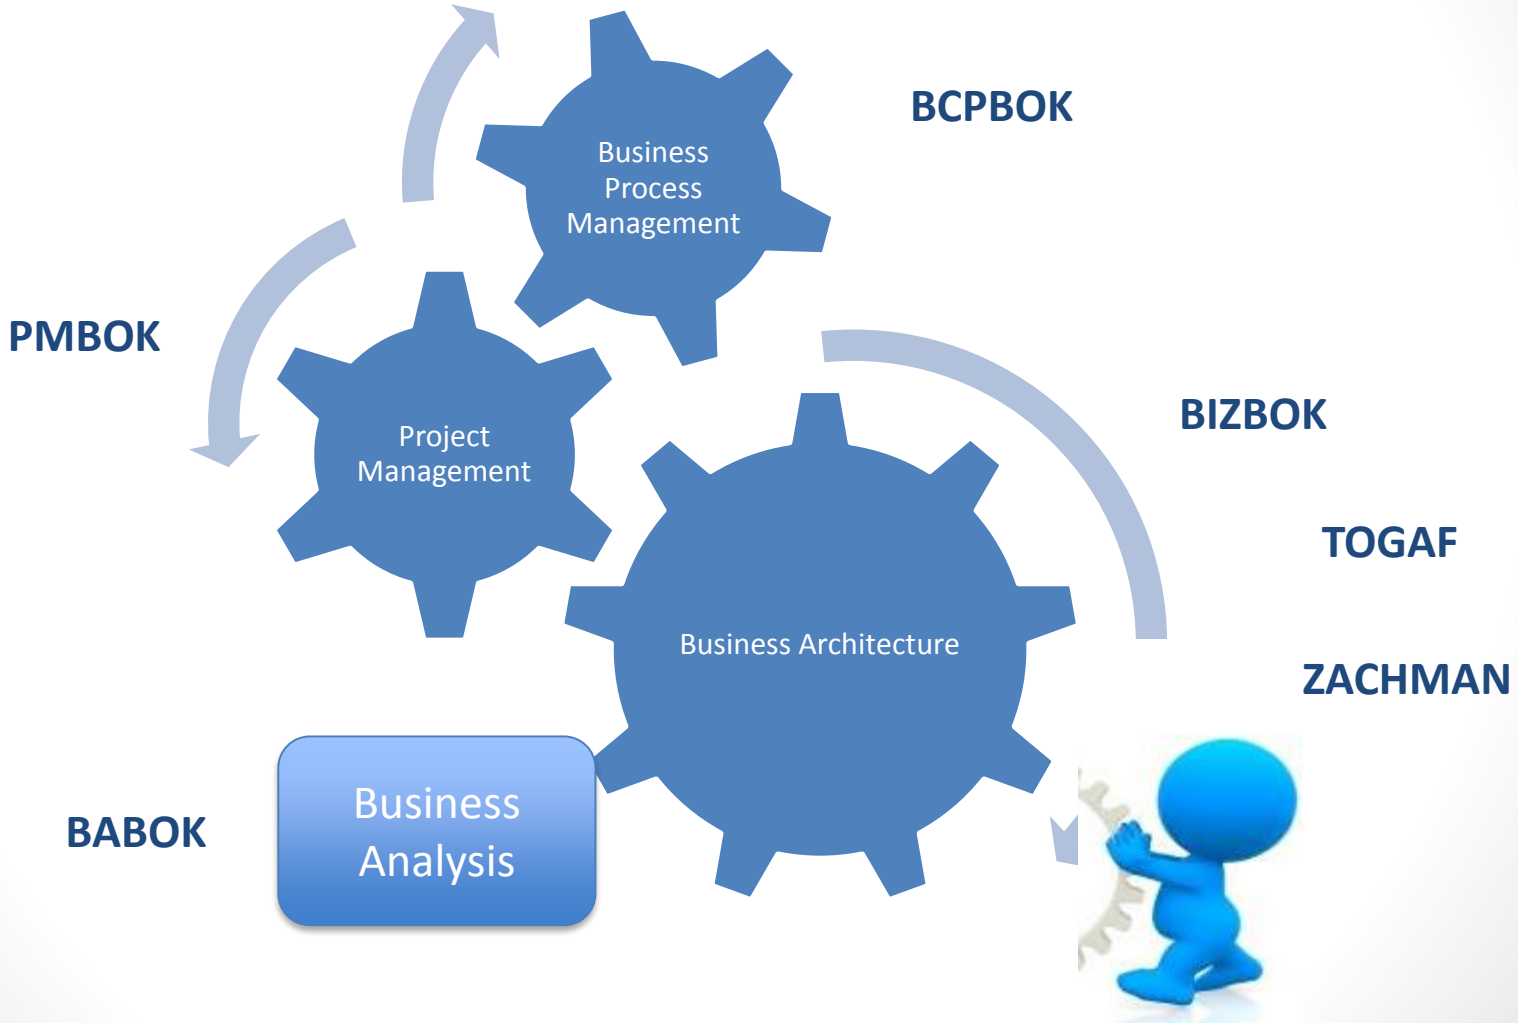 BCPBOK
Business
Process
Management
PMBOK
BIZBOK
Project
Management
TOGAF
Business Architecture
ZACHMAN
Business
Analysis
BABOK